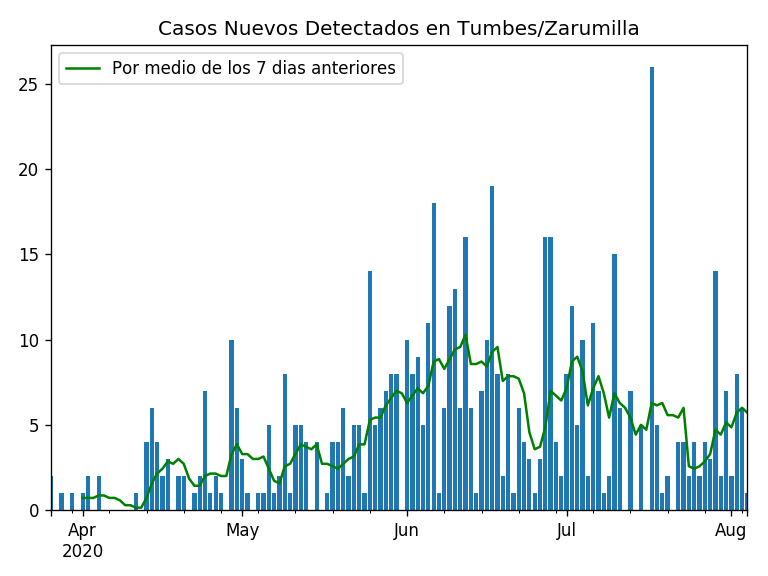 Casos Nuevos Detectados en Tumbes/Zarumilla
Por medio de los 7 dias anteriores
25
20
15
10
5
0
Apr May Jun Jul Aug
2020